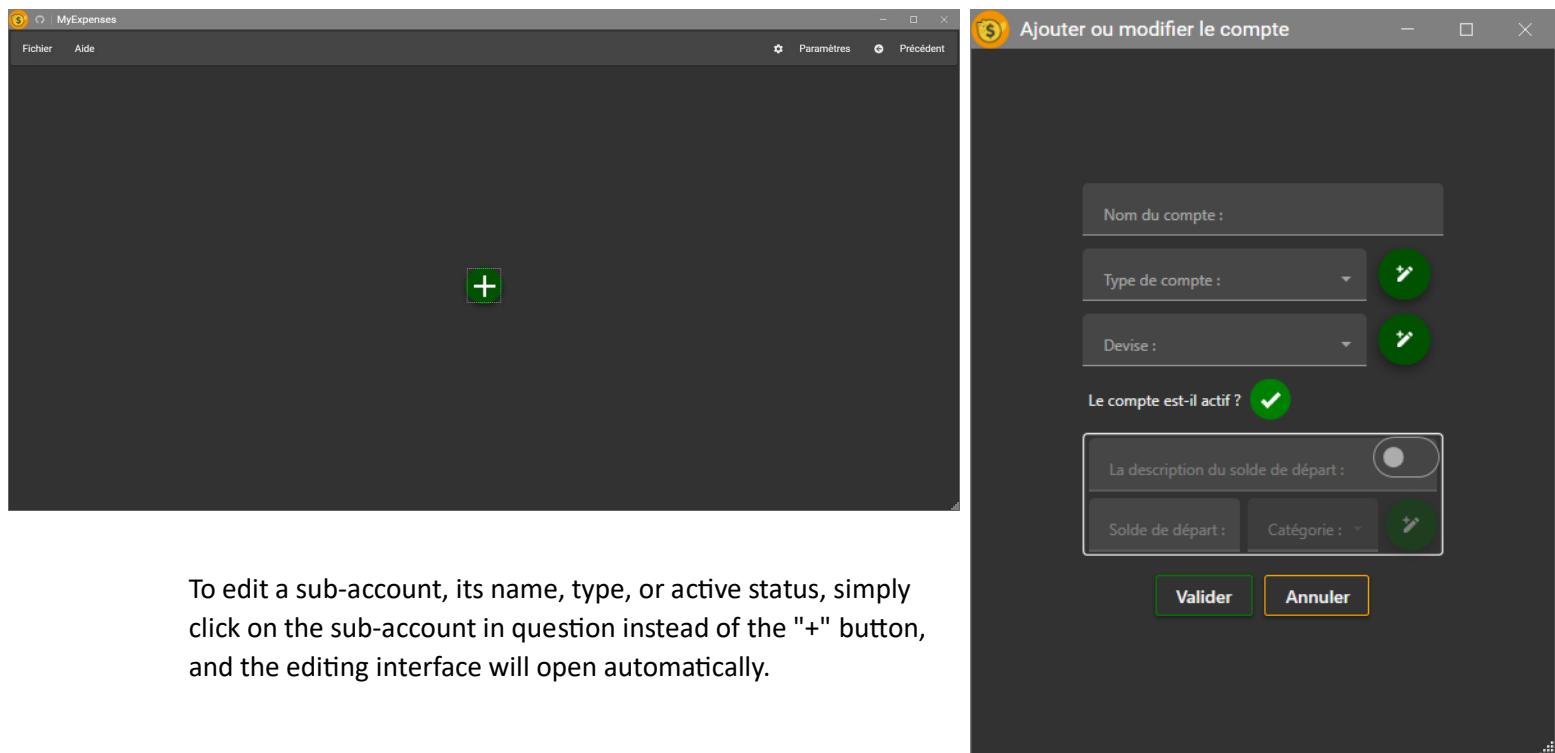 MyExpenses
Fichier Aide Paramètres Précédent
To edit a sub-account, its name, type, or active status, simply
click on the sub-account in question instead of the "+" button,
and the editing interface will open automatically.
Ajouter ou modifier le compte
Nom du compte :
Type de compte :
Devise :
Le compte est-il actif ?
La description du solde de départ :
Solde de départ : Catégorie :
Valider Annuler